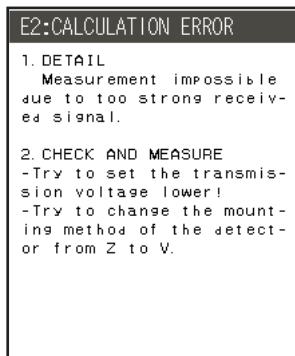 E2:CALCULATION ERROR
1. DETAIL
Measurement impossible
due to too strong receiv-
ed signal.
2. CHECK AND MEASURE
-Try to set the transmis-
sion voltage lower!
-Try to change the mount-
ing method of the detect-
or from Z to V.